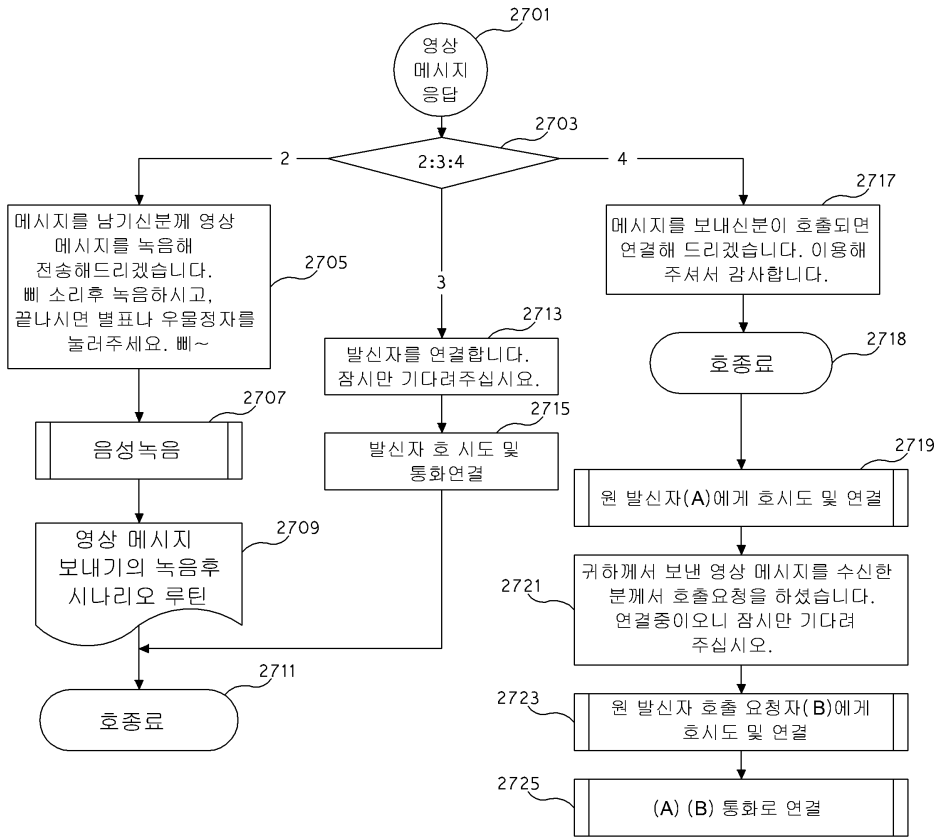 2701
영상
메시지
응답
2703
2:3:4
2
3
4
메시지를 남기신분께 영상
메시지를 녹음해
전송해드리겠습니다.
삐 소리후 녹음하시고,
끝나시면 별표나 우물정자를
눌러주세요. 삐~
2705
2707
음성녹음
2709
영상 메시지
보내기의 녹음후
시나리오 루틴
2711
호종료
2713
발신자를 연결합니다.
잠시만 기다려주십시요.
2715
발신자 호 시도 및
통화연결
2717
메시지를 보내신분이 호출되면
연결해 드리겠습니다. 이용해
주셔서 감사합니다.
2718
호종료
2719
원 발신자(A)에게 호시도 및 연결
2721
귀하께서 보낸 영상 메시지를 수신한
분께서 호출요청을 하셨습니다.
연결중이오니 잠시만 기다려
주십시오.
2723
원 발신자 호출 요청자(B)에게
호시도 및 연결
2725
(A) (B) 통화로 연결